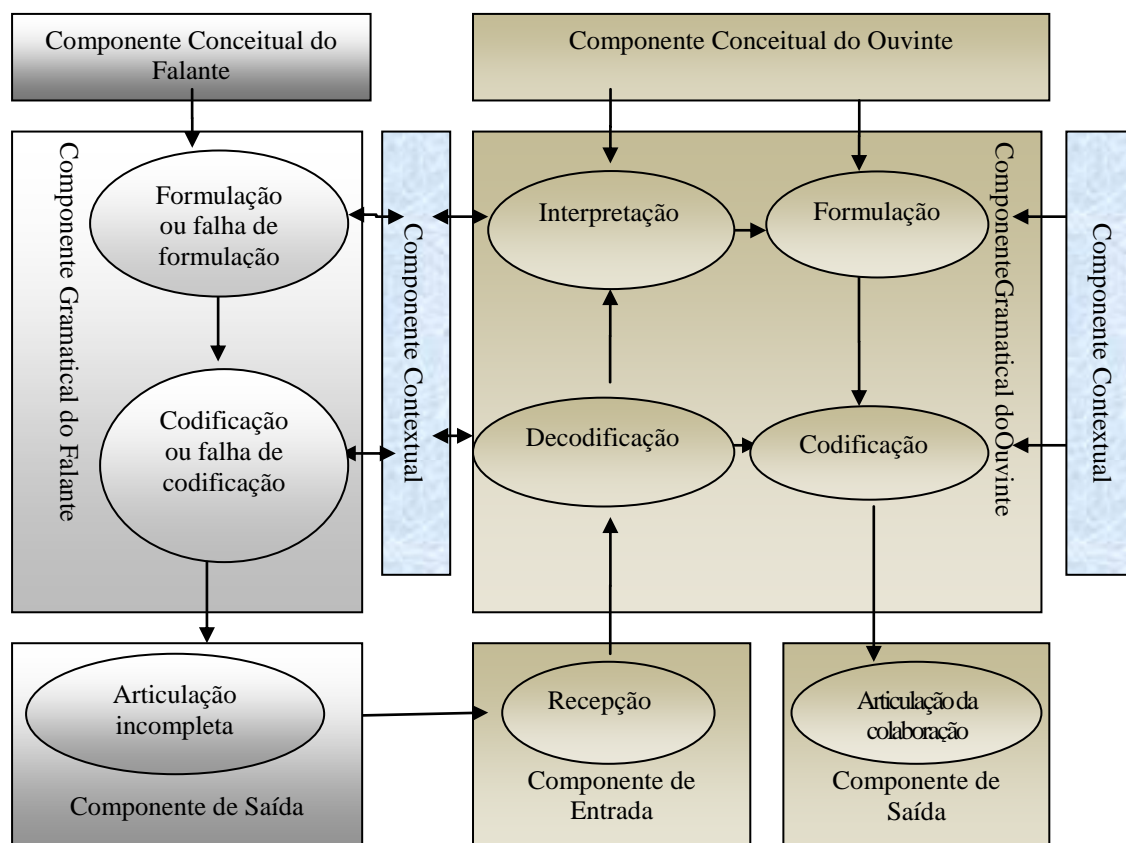 Componente Conceitual do
Falante
Componente Conceitual do Ouvinte
Componente Gramatical do Falante
Formulação
ou falha de
formulação
Codificação
ou falha de
codificação
Componente Contextual
Interpretação
Formulação
Decodificação
Codificação
ComponenteGramatical doOuvinte
Componente Contextual
Articulação
incompleta
Componente de Saída
Recepção
Componente de
Entrada
Articulação da
colaboração
Componente de
Saída